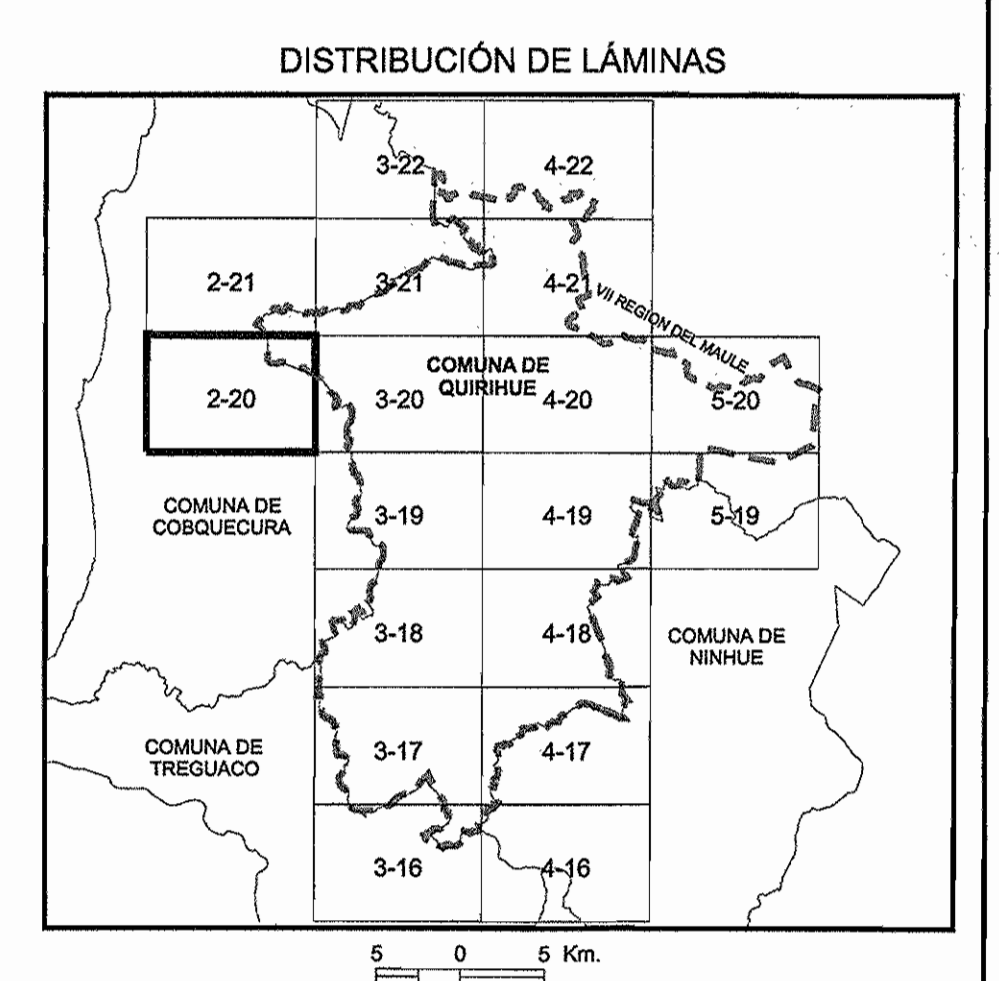 DISTRIBUCIÓN DE LÁMINAS
3-22 4-22
2-21 3-21 4-21
VII REGION DEL MAULE
COMUNA DE
QUIRIHUE
2-20 3-20 4-20 5-20
COMUNA DE
COBQUECURA
3-19 4-19 5-19
3-18 4-18
COMUNA DE
NINHUE
COMUNA DE
TREGUACO
3-17 4-17
3-16 4-16
5 0 5 Km.